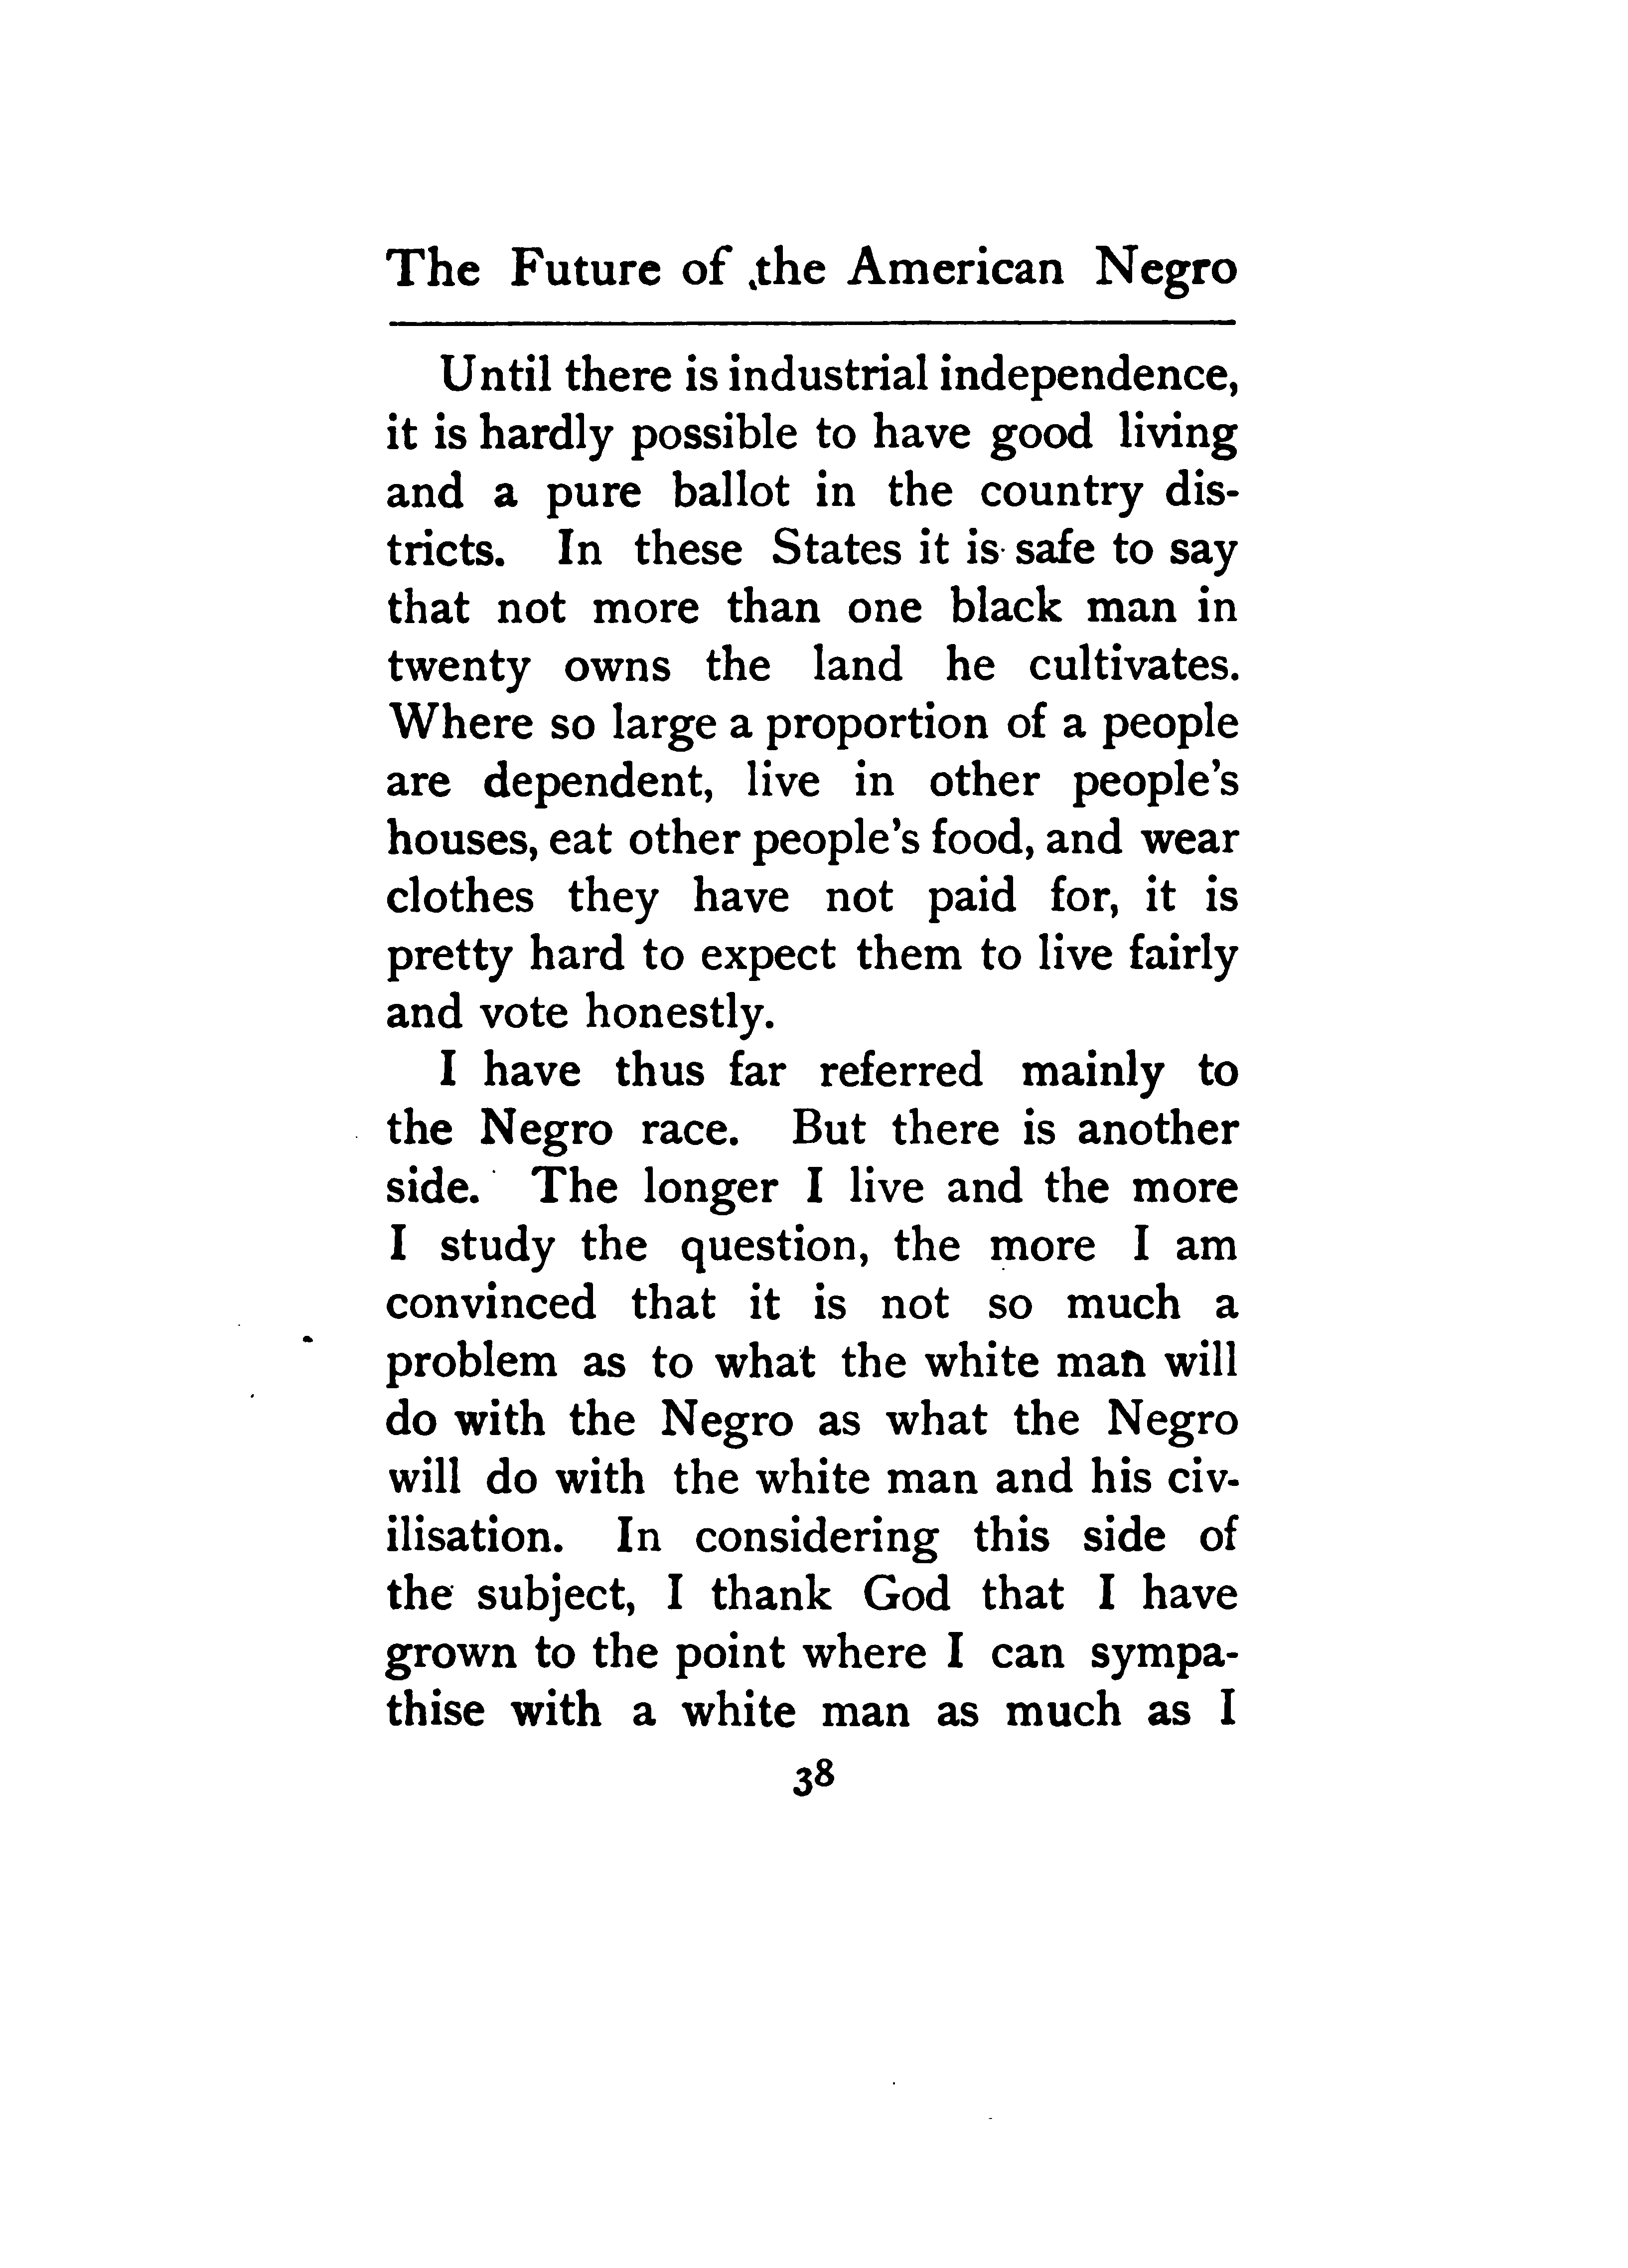 The Future of the American Negro
Until there is industrial independence,
it is hardly possible to have good living
and a pure ballot in the country dis-
tricts. In these States it is safe to say
that not more than one black man in
twenty owns the land he cultivates.
Where so large a proportion of a people
are dependent, live in other people's
houses, eat other people's food, and wear
clothes they have not paid for, it is
pretty hard to expect them to live fairly
and vote honestly.
I have thus far referred mainly to
the Negro race. But there is another
side. The longer I live and the more
I study the question, the more I am
convinced that it is not so much a
problem as to what the white man will
do with the Negro as what the Negro
will do with the white man and his civ-
ilisation. In considering this side of
the subject, I thank God that I have
grown to the point where I can sympa-
thise with a white man as much as I
38